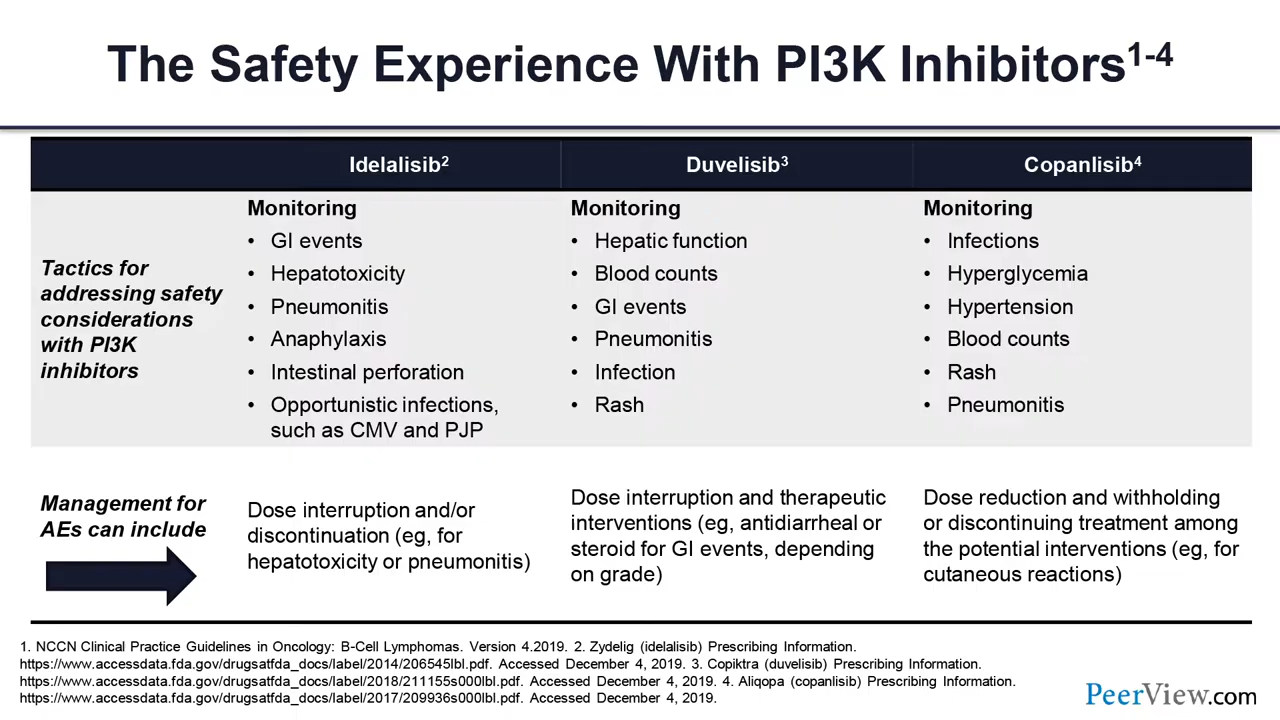 The Safety Experience With PI3K Inhibitors1-4
Idelalisib2
Duvelisib3
Copanlisib4
Tactics for
addressing safety
considerations
with PI3K
inhibitors
Monitoring
• GI events
• Hepatotoxicity
• Pneumonitis
• Anaphylaxis
• Intestinal perforation
• Opportunistic infections,
such as CMV and PJP
Monitoring
• Hepatic function
• Blood counts
• GI events
• Pneumonitis
• Infection
• Rash
Monitoring
• Infections
• Hyperglycemia
• Hypertension
• Blood counts
• Rash
• Pneumonitis
Management for
AEs can include
Dose interruption and/or
discontinuation (eg, for
hepatotoxicity or pneumonitis)
Dose interruption and therapeutic
interventions (eg, antidiarrheal or
steroid for GI events, depending
on grade)
Dose reduction and withholding
or discontinuing treatment among
the potential interventions (eg, for
cutaneous reactions)
1. NCCN Clinical Practice Guidelines in Oncology: B-Cell Lymphomas. Version 4.2019. 2. Zydelig (idelalisib) Prescribing Information.
https://www.accessdata.fda.gov/drugsatfda_docs/label/2014/206545lbl.pdf. Accessed December 4, 2019. 3. Copiktra (duvelisib) Prescribing Information.
https://www.accessdata.fda.gov/drugsatfda_docs/label/2018/211155s000lbl.pdf. Accessed December 4, 2019. 4. Aliqopa (copanlisib) Prescribing Information.
https://www.accessdata.fda.gov/drugsatfda_docs/label/2017/209936s000lbl.pdf. Accessed December 4, 2019.
PeerView.com